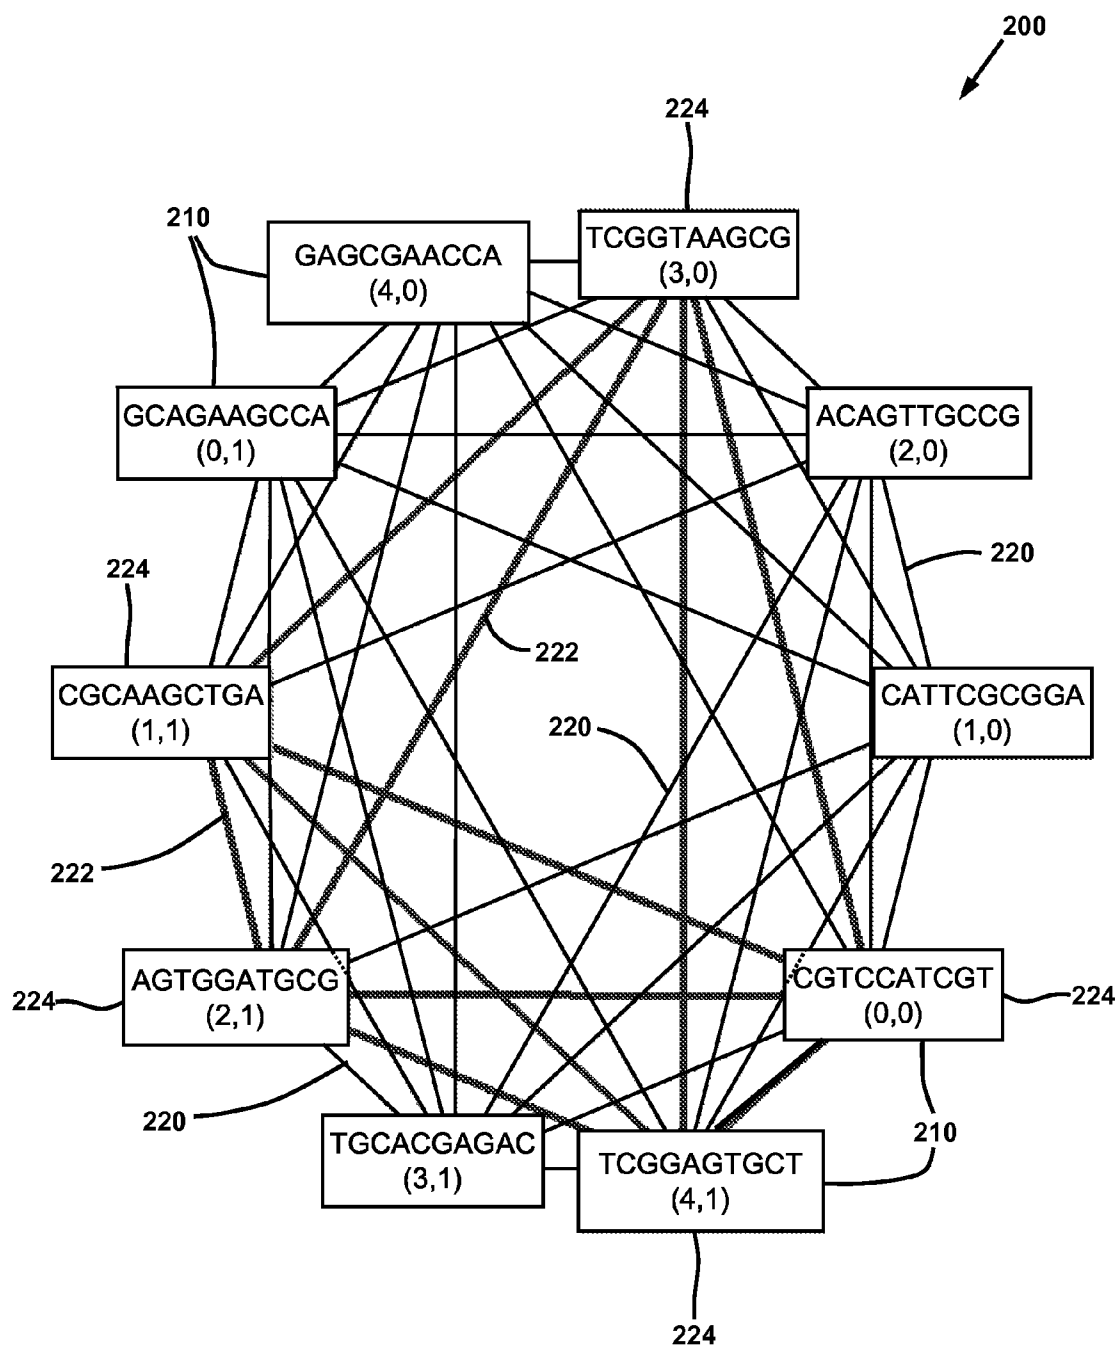 200
224
210
GAGCGAACCA
(4,0)
TCGGTAAGCG
(3,0)
GCAGAAGCCA
(0,1)
ACAGTTGCCG
(2,0)
220
224
222
CGCAAGCTGA
(1,1)
220
CATTCGCGGA
(1,0)
222
AGTGGATGCG
(2,1)
224
CGTCCATCGT
(0,0)
224
220
TGCACGAGAC
(3,1)
TCGGAGTGCT
(4,1)
210
224